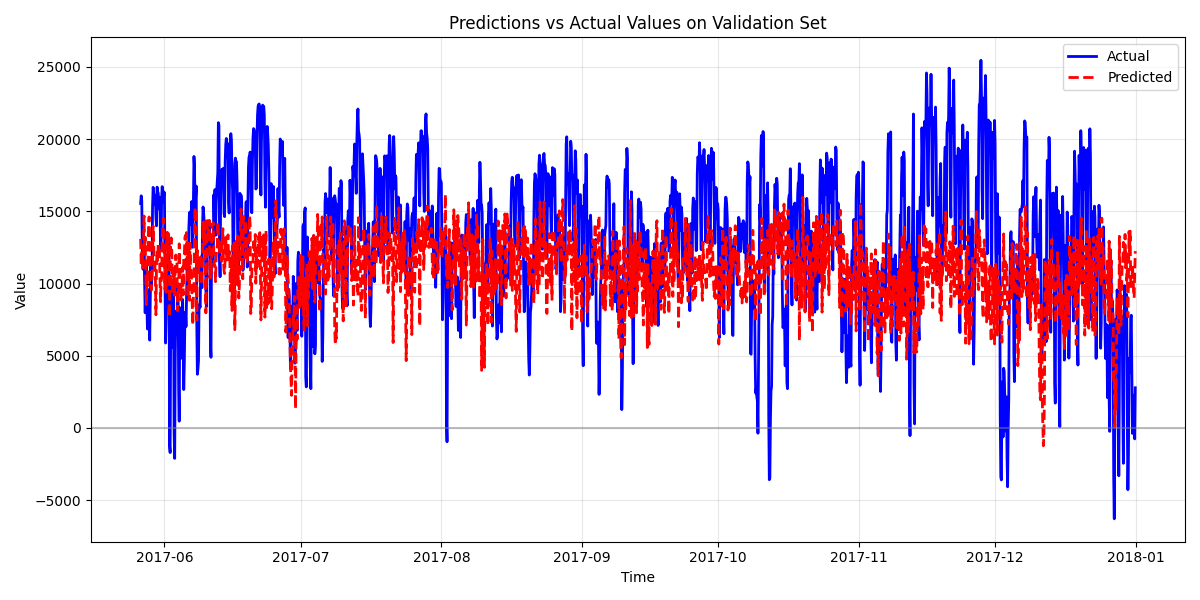 Predictions vs Actual Values on Validation Set
Actual
Predicted
25000
20000
15000
10000
5000
0
−5000
Value
2017-06 2017-07 2017-08 2017-09 2017-10 2017-11 2017-12 2018-01
Time